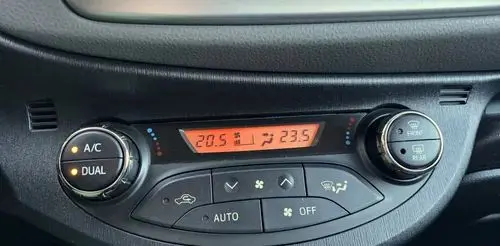 20.5 23.5
A/C
DUAL
FRONT
REAR
AUTO
OFF